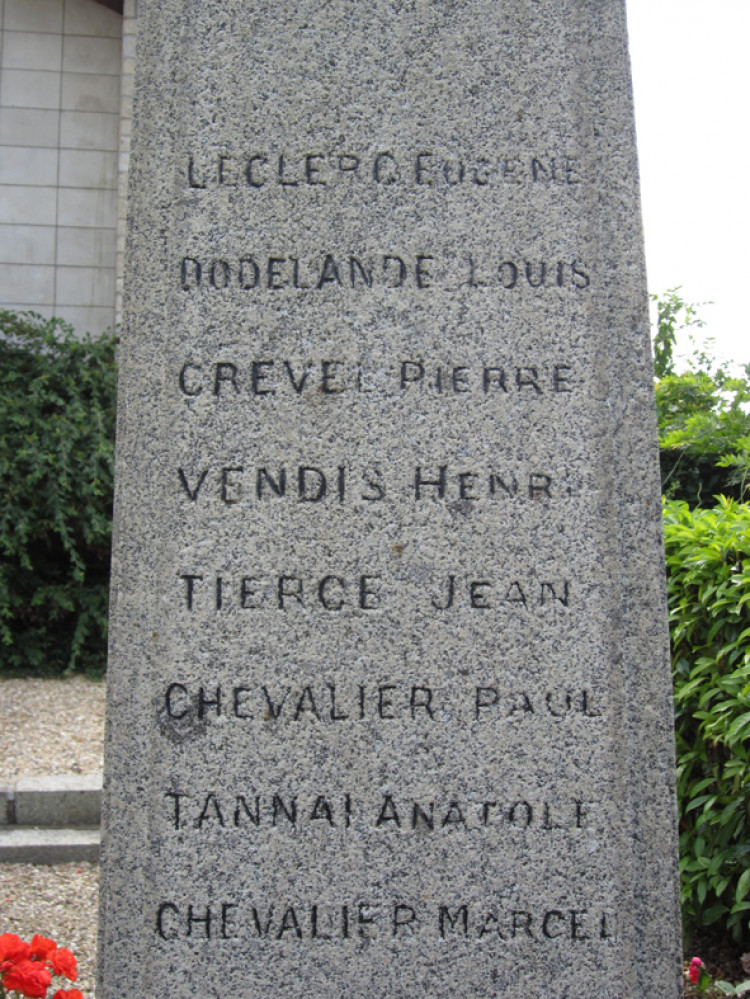 LECLERC EUGENE
DODELANDE LOUIS
CREVEL PIERRE
VENDIS HENRI
TIERCE JEAN
CHEVALIER PAUL
TANNAI ANATOLE
CHEVALIER MARCEL